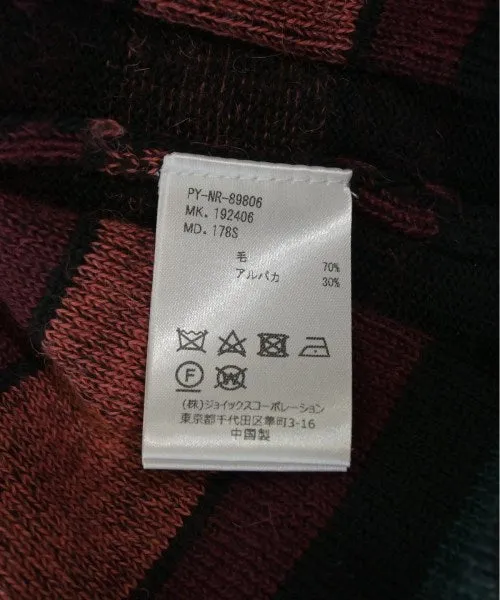 PY-NR-89806
MK. 192406
MD. 178S
毛 70%
アルパカ 30%
F W
(株)ジョイックスコーポレーション
東京都千代田区麹町3-16
中国製